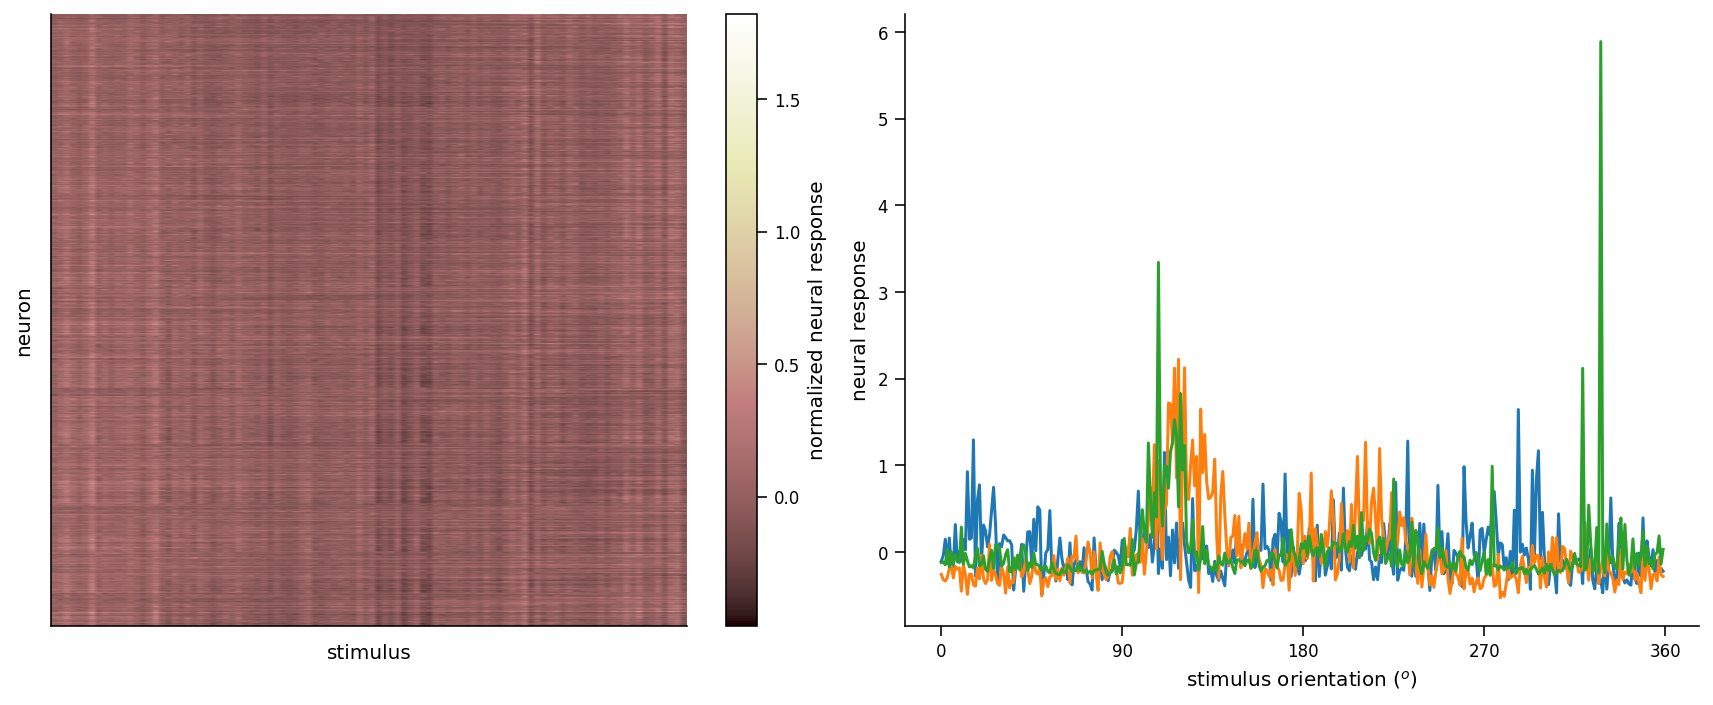 neuron
stimulus
1.5
1.0
0.5
0.0
normalized neural response
neural response
6
5
4
3
2
1
0
0 90 180 270 360
stimulus orientation (o)